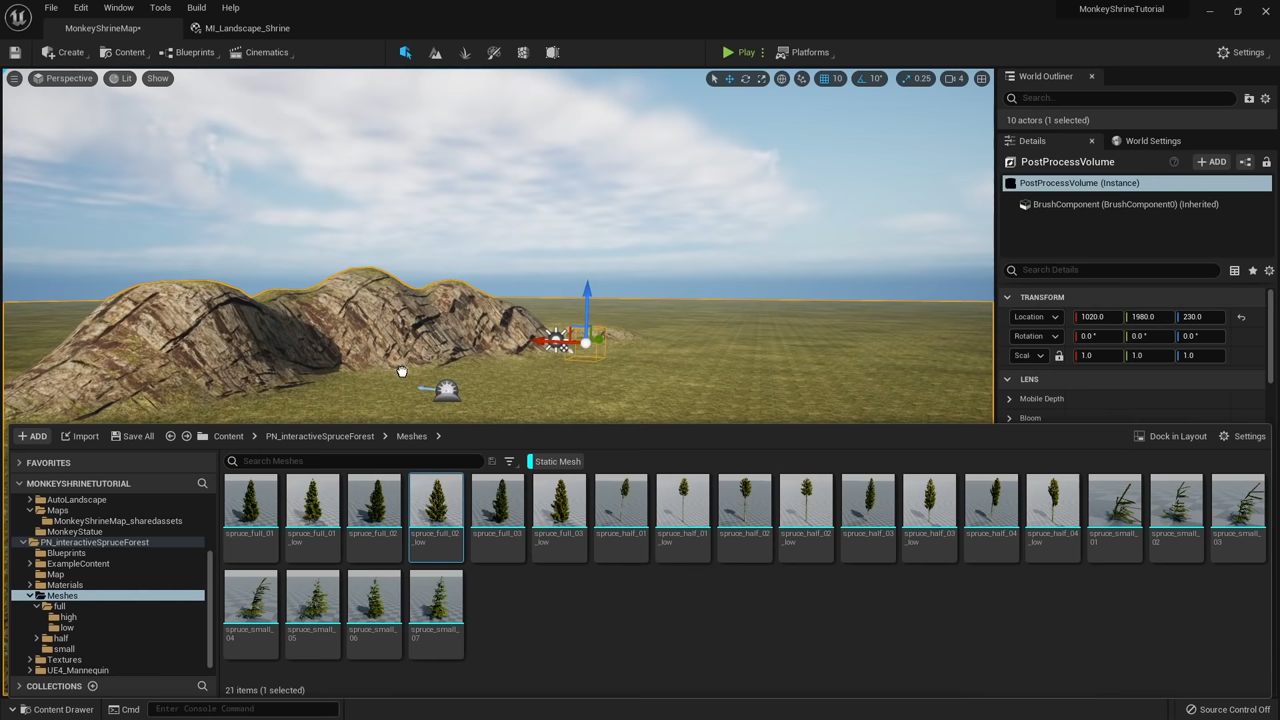 File Edit Window Tools Build Help
MonkeyShrineTutorial
MonkeyShrineMap*
MI_Landscape_Shrine
Create Content Blueprints Cinematics
Play Platforms Settings
Perspective Lit Show
10 10° 0.25 4
World Outliner
Search...
10 actors (1 selected)
Details World Settings
PostProcessVolume
ADD
PostProcessVolume (Instance)
BrushComponent (BrushComponent0) (Inherited)
Search Details
TRANSFORM
Location 1020.0 1980.0 230.0
Rotation 0.0 ° 0.0 ° 0.0 °
Scal 1.0 1.0 1.0
LENS
Mobile Depth
Bloom
ADD Import Save All Content PN_interactiveSpruceForest Meshes Dock in Layout Settings
FAVORITES
Search Meshes
Static Mesh
MONKEYSHRINETUTORIAL
AutoLandscape
Maps
MonkeyShrineMap_sharedassets
MonkeyStatue
PN_interactiveSpruceForest
Blueprints
ExampleContent
Map
Materials
Meshes
full
high
low
half
small
Textures
UE4_Mannequin
COLLECTIONS
spruce_full_01
spruce_full_01_low
spruce_full_02
spruce_full_02_low
spruce_full_03
spruce_full_03_low
spruce_half_01
spruce_half_01_low
spruce_half_02
spruce_half_02_low
spruce_half_03
spruce_half_03_low
spruce_half_04
spruce_half_04_low
spruce_small_01
spruce_small_02
spruce_small_03
spruce_small_04
spruce_small_05
spruce_small_06
spruce_small_07
21 items (1 selected)
Content Drawer Cmd Enter Console Command Source Control Off